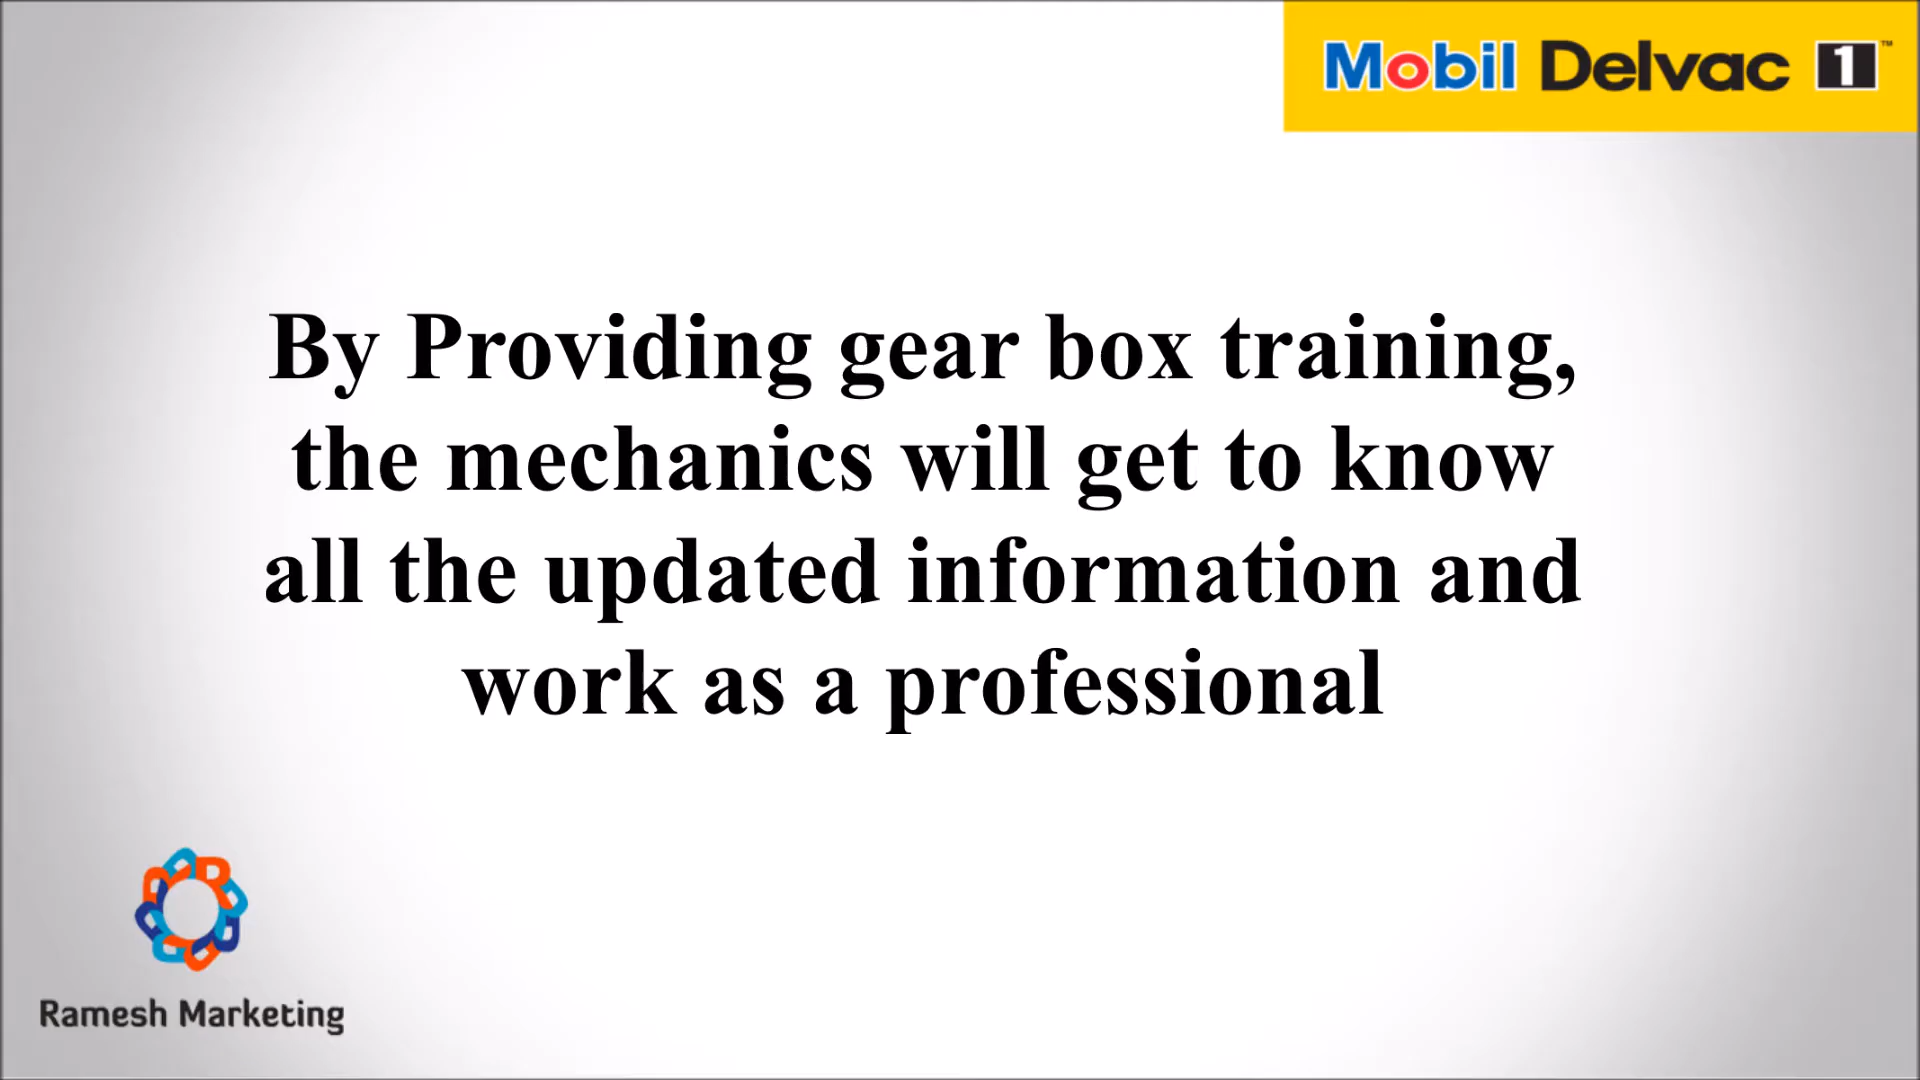 Mobil Delvac 1™
By Providing gear box training,
the mechanics will get to know
all the updated information and
work as a professional
Ramesh Marketing